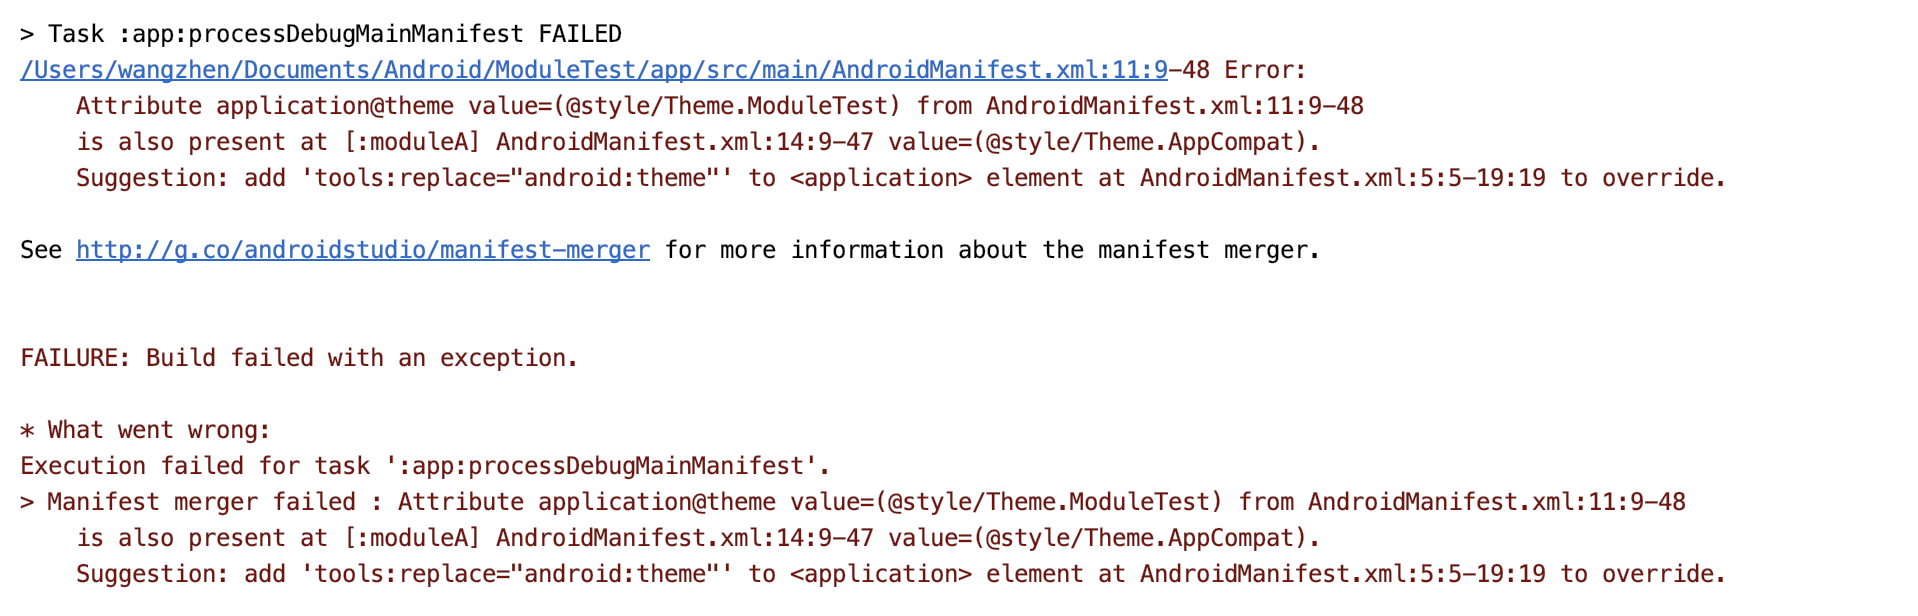 > Task :app:processDebugMainManifest FAILED
/Users/wangzhen/Documents/Android/ModuleTest/app/src/main/AndroidManifest.xml:11:9-48 Error:
    Attribute application@theme value=(@style/Theme.ModuleTest) from AndroidManifest.xml:11:9-48
    is also present at [:moduleA] AndroidManifest.xml:14:9-47 value=(@style/Theme.AppCompat).
    Suggestion: add 'tools:replace="android:theme"' to <application> element at AndroidManifest.xml:5:5-19:19 to override.
See http://g.co/androidstudio/manifest-merger for more information about the manifest merger.
FAILURE: Build failed with an exception.
* What went wrong:
Execution failed for task ':app:processDebugMainManifest'.
> Manifest merger failed : Attribute application@theme value=(@style/Theme.ModuleTest) from AndroidManifest.xml:11:9-48
    is also present at [:moduleA] AndroidManifest.xml:14:9-47 value=(@style/Theme.AppCompat).
    Suggestion: add 'tools:replace="android:theme"' to <application> element at AndroidManifest.xml:5:5-19:19 to override.